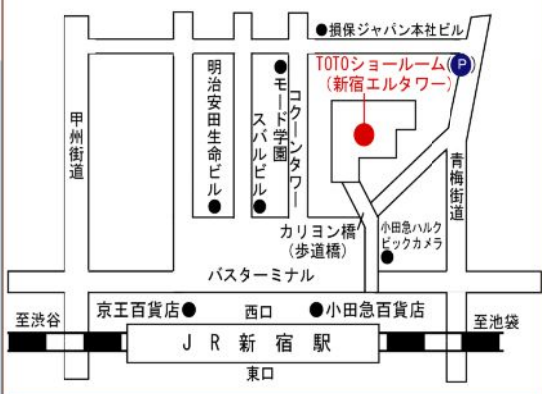 損保ジャパン本社ビル
TOTOショールーム(P)
(新宿エルタワー)
甲州街道
明治安田生命ビル
スバルビル
モード学園
コクーンタワー
青梅街道
カリヨン橋
(歩道橋)
小田急ハルク
ビックカメラ
バスターミナル
至渋谷
京王百貨店
西口
小田急百貨店
至池袋
JR新宿駅
東口